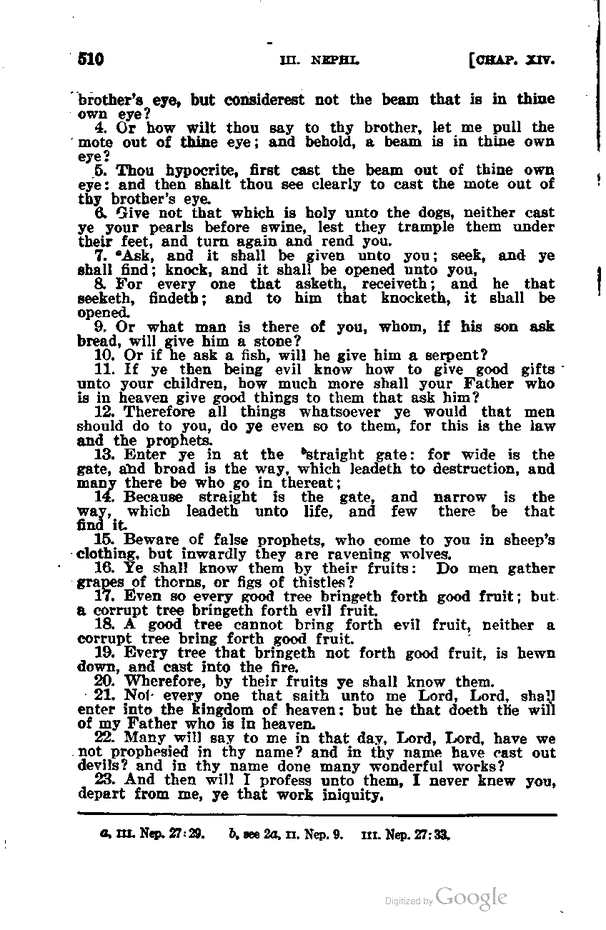 510 III. NEPHI. [CHAP. XIV.
brother's eye, but considerest not the beam that is in thine
own eye?
4. Or how wilt thou say to thy brother, let me pull the
mote out of thine eye; and behold, a beam is in thine own
eye?
5. Thou hypocrite, first cast the beam out of thine own
eye: and then shalt thou see clearly to cast the mote out of
thy brother's eye.
6. Give not that which is holy unto the dogs, neither cast
ye your pearls before swine, lest they trample them under
their feet, and turn again and rend you.
7. ªAsk, and it shall be given unto you; seek, and ye
shall find; knock, and it shall be opened unto you,
8. For every one that asketh, receiveth; and he that
seeketh, findeth; and to him that knocketh, it shall be
opened.
9. Or what man is there of you, whom, if his son ask
bread, will give him a stone?
10. Or if he ask a fish, will he give him a serpent?
11. If ye then being evil know how to give good gifts
unto your children, how much more shall your Father who
is in heaven give good things to them that ask him?
12. Therefore all things whatsoever ye would that men
should do to you, do ye even so to them, for this is the law
and the prophets.
13. Enter ye in at the ᵇstraight gate: for wide is the
gate, and broad is the way, which leadeth to destruction, and
many there be who go in thereat;
14. Because straight is the gate, and narrow is the
way, which leadeth unto life, and few there be that
find it.
15. Beware of false prophets, who come to you in sheep's
clothing, but inwardly they are ravening wolves.
16. Ye shall know them by their fruits: Do men gather
grapes of thorns, or figs of thistles?
17. Even so every good tree bringeth forth good fruit; but
a corrupt tree bringeth forth evil fruit.
18. A good tree cannot bring forth evil fruit, neither a
corrupt tree bring forth good fruit.
19. Every tree that bringeth not forth good fruit, is hewn
down, and cast into the fire.
20. Wherefore, by their fruits ye shall know them.
21. Not every one that saith unto me Lord, Lord, shall
enter into the kingdom of heaven: but he that doeth the will
of my Father who is in heaven.
22. Many will say to me in that day, Lord, Lord, have we
not prophesied in thy name? and in thy name have cast out
devils? and in thy name done many wonderful works?
23. And then will I profess unto them, I never knew you,
depart from me, ye that work iniquity.
a, III. Nep. 27:29. b, see 2a, II. Nep. 9. III. Nep. 27:33.
Digitized by Google